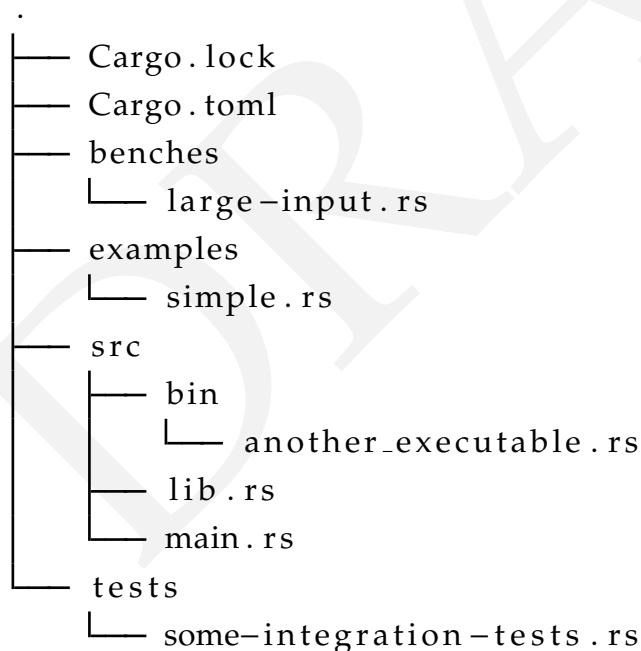 .
├── Cargo.lock
├── Cargo.toml
├── benches
│   └── large-input.rs
├── examples
│   └── simple.rs
├── src
│   ├── bin
│   │   └── another_executable.rs
│   ├── lib.rs
│   └── main.rs
└── tests
    └── some-integration-tests.rs